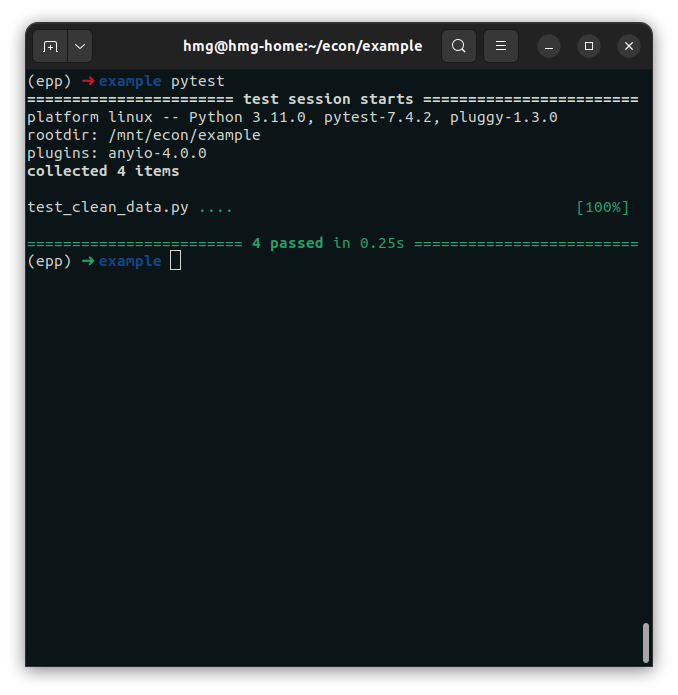 hmg@hmg-home:~/econ/example
(epp) ➜ example pytest
======================= test session starts ========================
platform linux -- Python 3.11.0, pytest-7.4.2, pluggy-1.3.0
rootdir: /mnt/econ/example
plugins: anyio-4.0.0
collected 4 items
test_clean_data.py .... [100%]
======================== 4 passed in 0.25s =========================
(epp) ➜ example